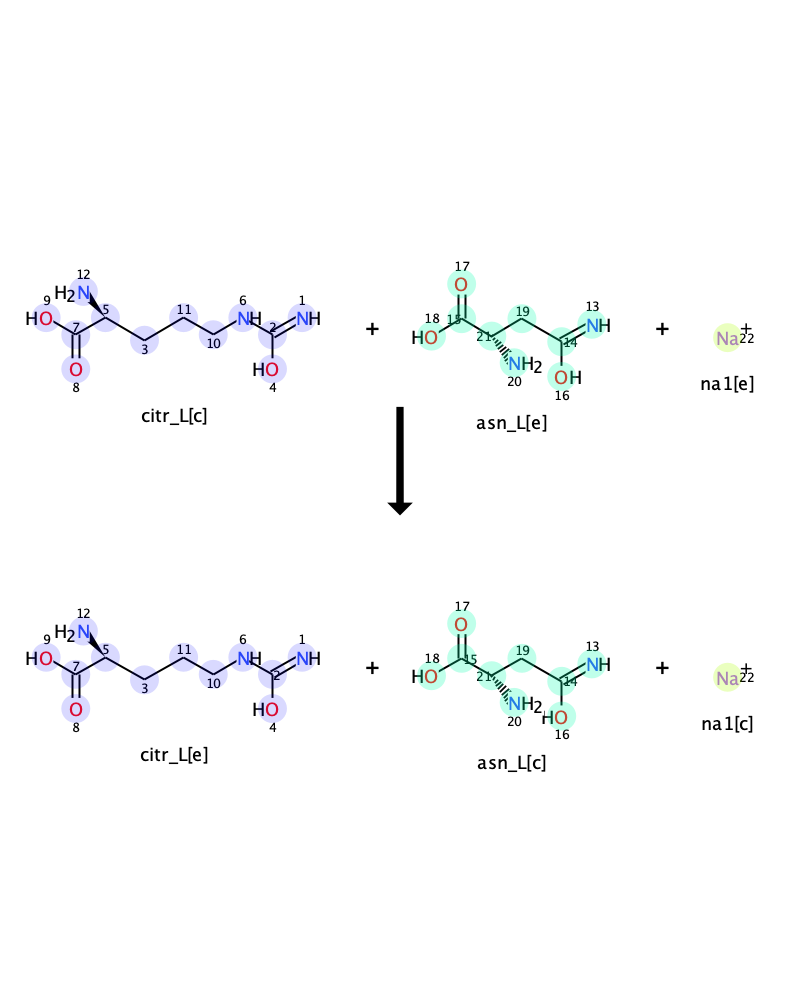 17
12 9 5 11 6 1 18 15 19 13
H2N HO O NH NH O HO NH Na+
7 3 10 2 21 14 22
O HO NH2 OH
8 4 20 16
+ +
citr_L[c] asn_L[e] na1[e]
17
12 9 5 11 6 1 18 15 19 13
H2N HO O NH NH O HO NH Na+
7 3 10 2 21 14 22
O HO NH2 HO
8 4 20 16
+ +
citr_L[e] asn_L[c] na1[c]